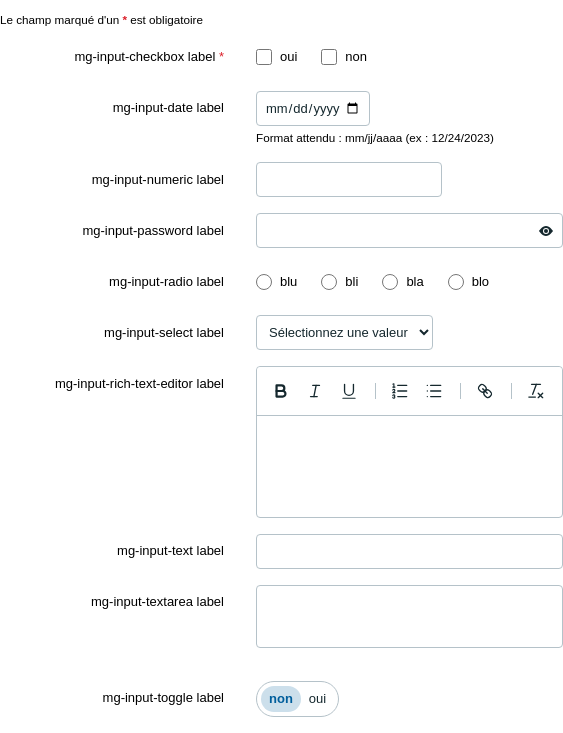 Le champ marqué d'un * est obligatoire
mg-input-checkbox label * oui non
mg-input-date label mm/dd/yyyy
Format attendu : mm/jj/aaaa (ex : 12/24/2023)
mg-input-numeric label
mg-input-password label
mg-input-radio label blu bli bla blo
mg-input-select label Sélectionnez une valeur
mg-input-rich-text-editor label
mg-input-text label
mg-input-textarea label
mg-input-toggle label non oui